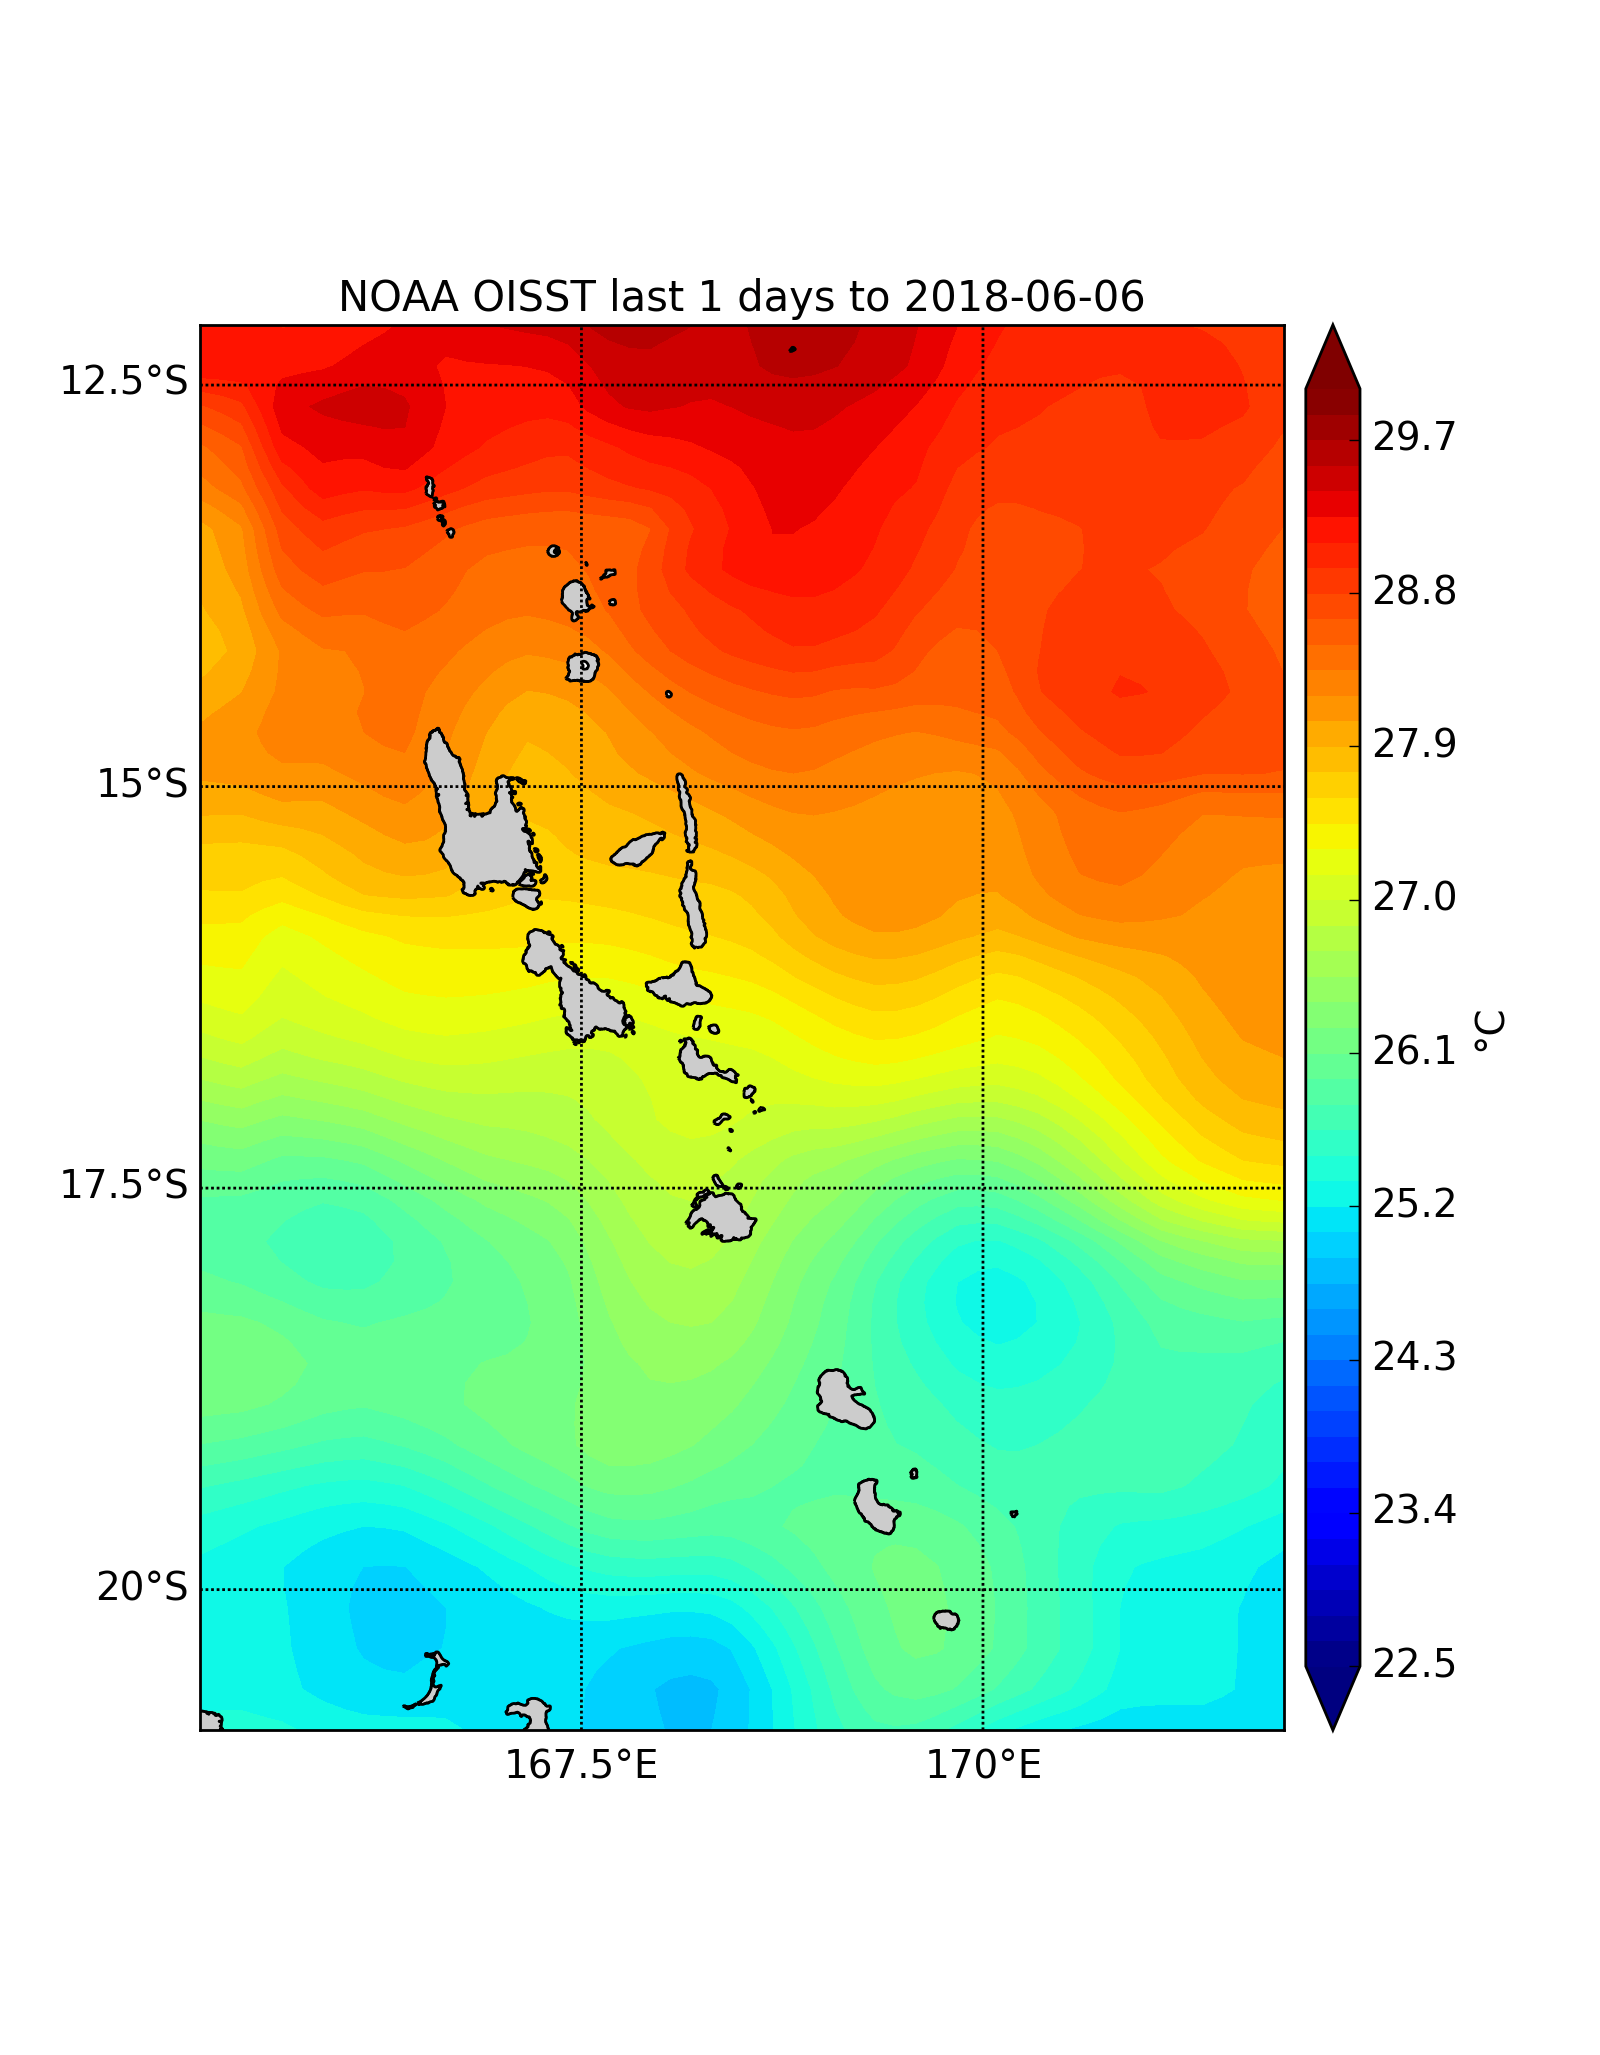 NOAA OISST last 1 days to 2018-06-06
12.5°S
15°S
17.5°S
20°S
167.5°E
170°E
29.7
28.8
27.9
27.0
26.1
25.2
24.3
23.4
22.5
°C